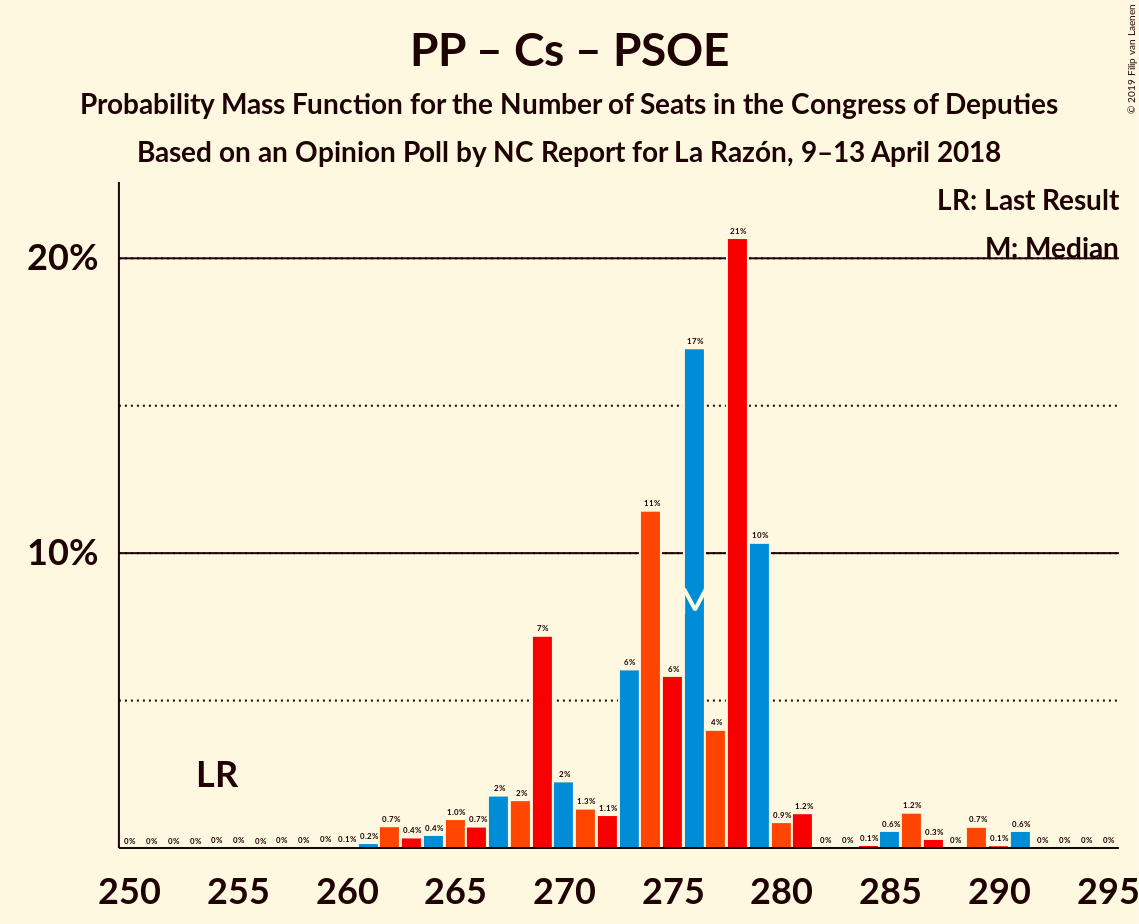 PP – Cs – PSOE
Probability Mass Function for the Number of Seats in the Congress of Deputies
Based on an Opinion Poll by NC Report for La Razón, 9–13 April 2018
© 2019 Filip van Laenen
LR: Last Result
M: Median
20%
10%
LR
M
0% 0% 0% 0% 0% 0% 0% 0% 0% 0% 0.1% 0.2% 0.7% 0.4% 0.4% 1.0% 0.7% 2% 2% 7% 2% 1.3% 1.1% 6% 11% 6% 17% 4% 21% 10% 0.9% 1.2% 0% 0% 0.1% 0.6% 1.2% 0.3% 0% 0.7% 0.1% 0.6% 0% 0% 0% 0%
250 255 260 265 270 275 280 285 290 295